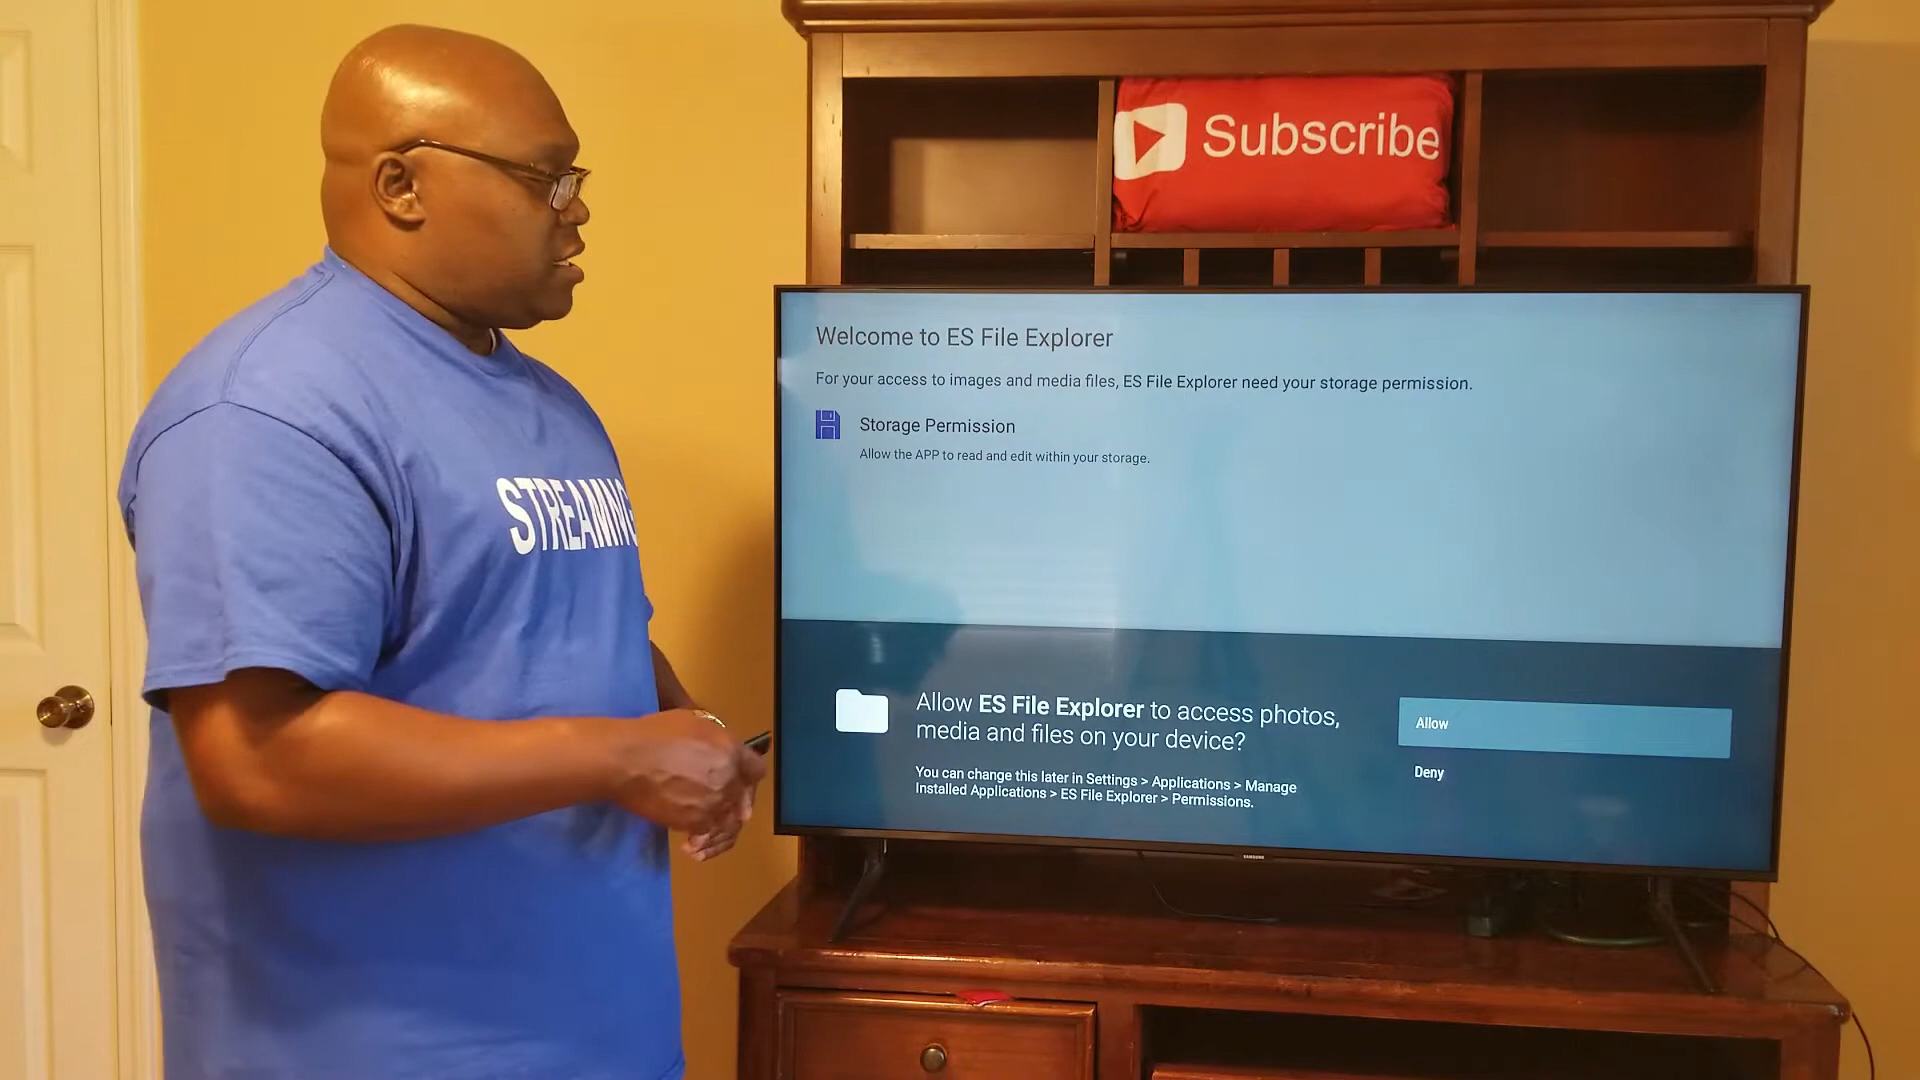 Subscribe
Welcome to ES File Explorer
For your access to images and media files, ES File Explorer need your storage permission.
Storage Permission
Allow the APP to read and edit within your storage.
STREAMING
Allow ES File Explorer to access photos,
media and files on your device?
Allow
Deny
You can change this later in Settings > Applications > Manage
Installed Applications > ES File Explorer > Permissions.
SAMSUNG